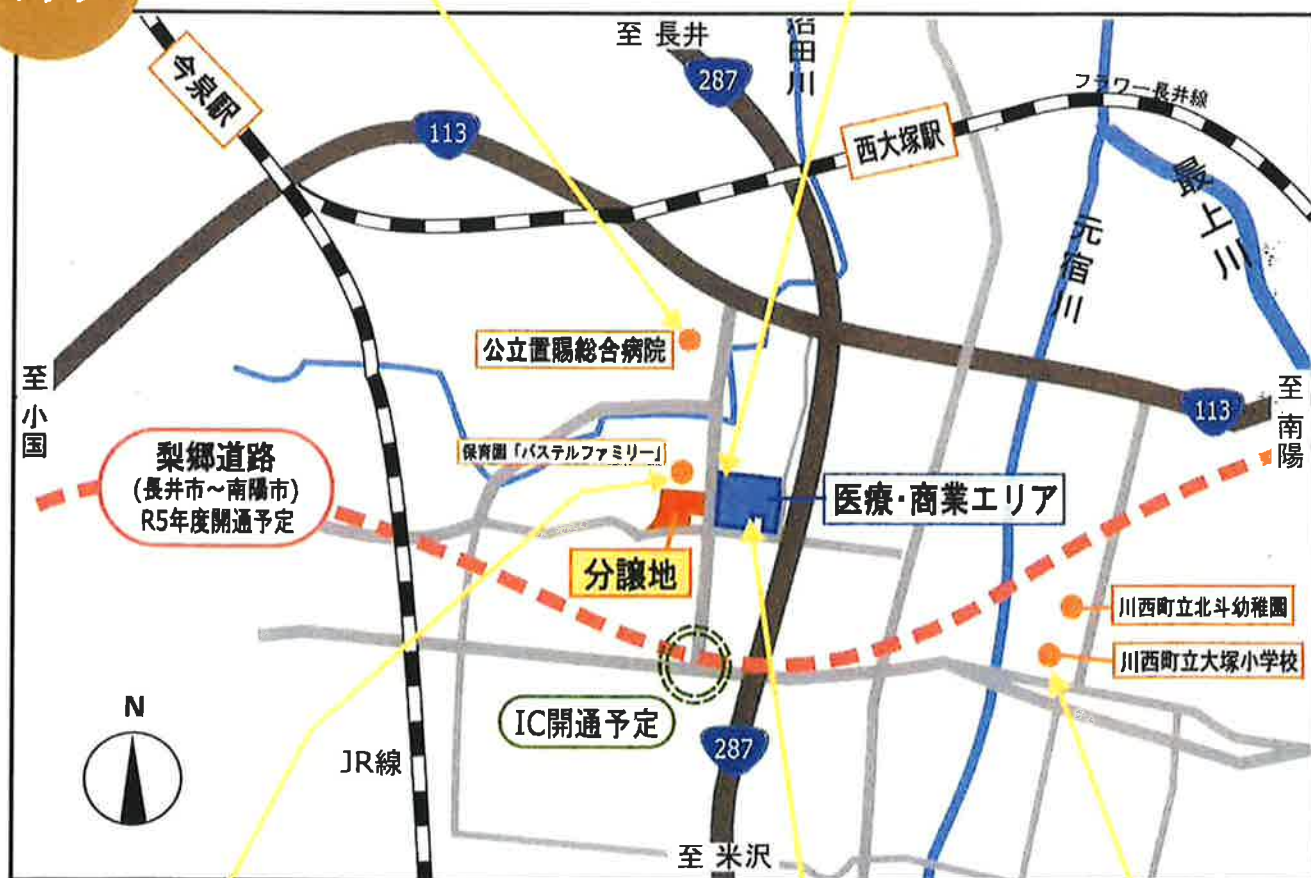 至 長井
沼田川
今泉駅
287
フラワー長井線
113
西大塚駅
最上川
元宿川
公立置賜総合病院
至 小国
113
至 南陽
梨郷道路
(長井市~南陽市)
R5年度開通予定
保育園「パステルファミリー」
医療・商業エリア
分譲地
川西町立北斗幼稚園
川西町立大塚小学校
N
IC開通予定
287
JR線
至 米沢